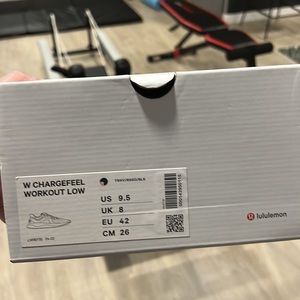 W CHARGEFEEL
WORKOUT LOW
US 9.5
UK 8
EU 42
CM 26
lululemon